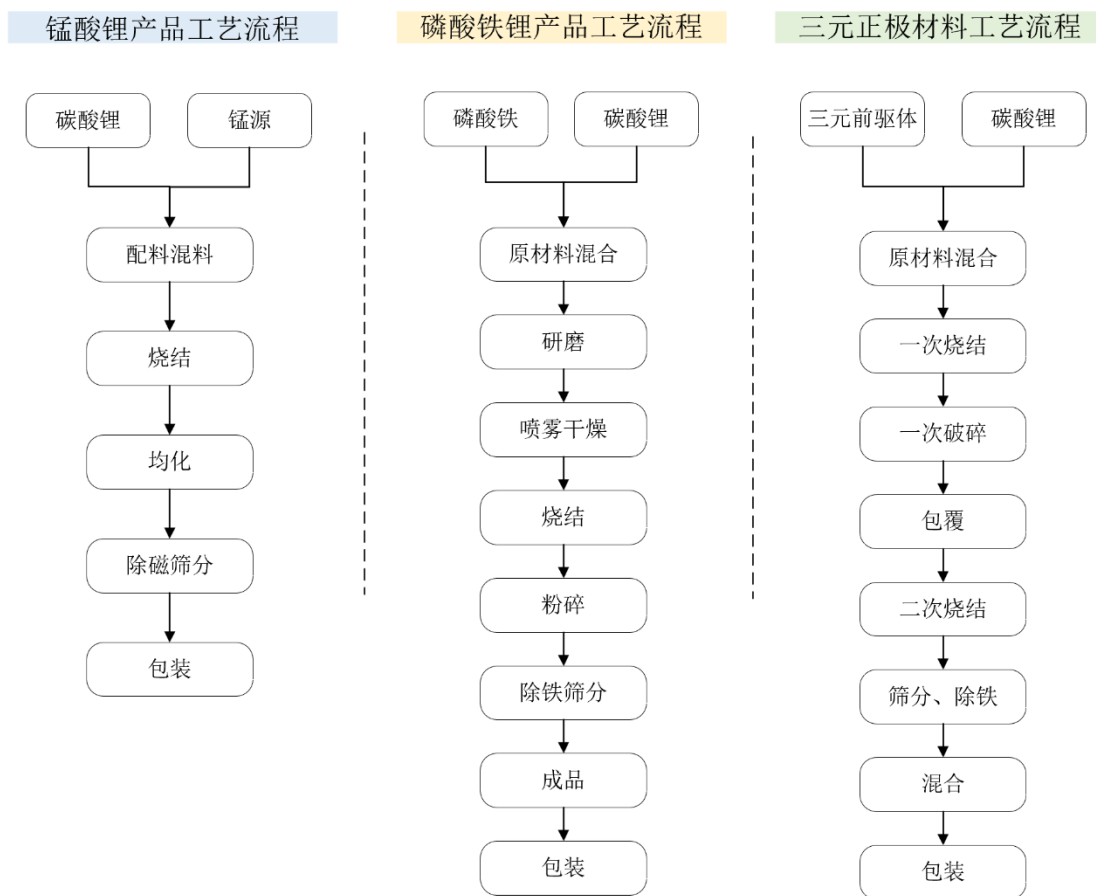 锰酸锂产品工艺流程
碳酸锂
锰源
配料混料
烧结
均化
除磁筛分
包装
磷酸铁锂产品工艺流程
磷酸铁
碳酸锂
原材料混合
研磨
喷雾干燥
烧结
粉碎
除铁筛分
成品
包装
三元正极材料工艺流程
三元前驱体
碳酸锂
原材料混合
一次烧结
一次破碎
包覆
二次烧结
筛分、除铁
混合
包装